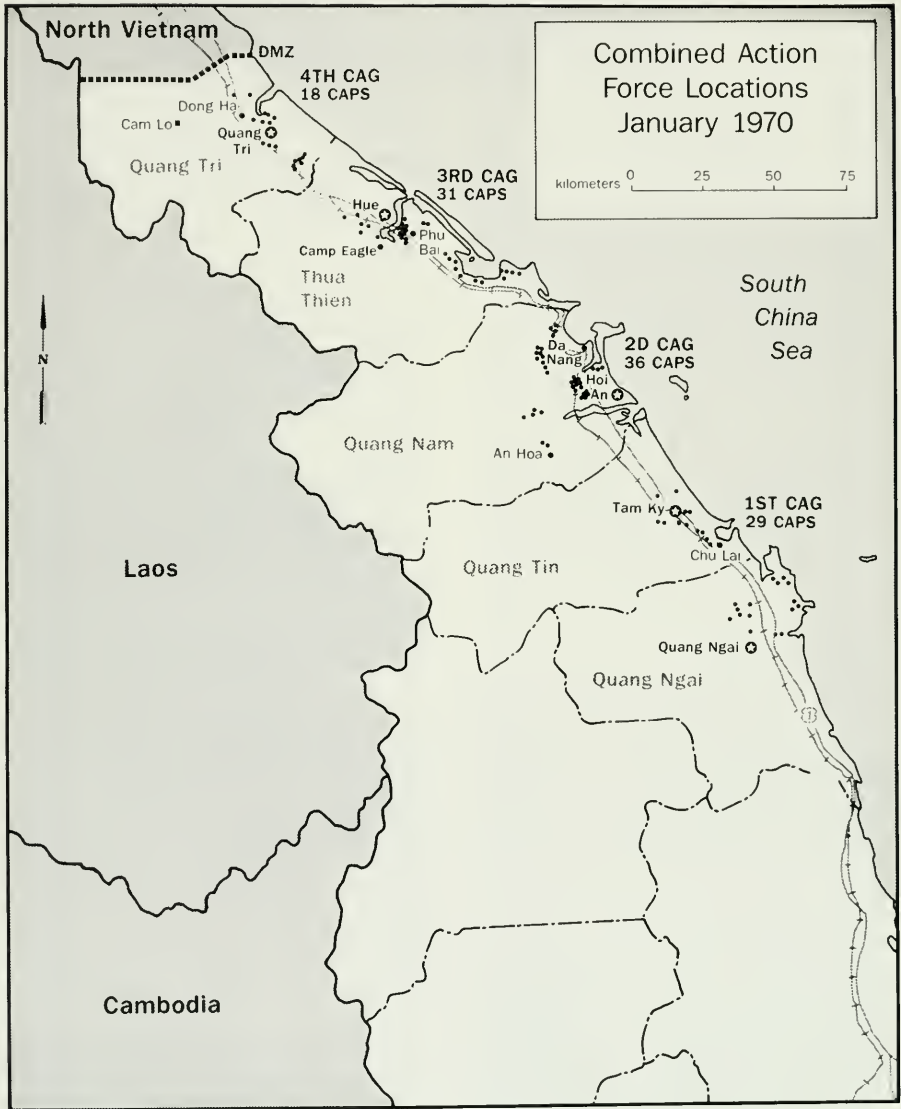 North Vietnam
DMZ
Combined Action
Force Locations
January 1970
kilometers 0 25 50 75
4TH CAG
18 CAPS
Dong Ha
Cam Lo
Quang
Tri
Quang Tri
3RD CAG
31 CAPS
Hue
Phu
Bai
Camp Eagle
Thua
Thien
South
China
Sea
N
2D CAG
36 CAPS
Da
Nang
Hoi
An
Quang Nam
An Hoa
1ST CAG
29 CAPS
Tam Ky
Chu Lai
Laos
Quang Tin
Quang Ngai
Quang Ngai
1
Cambodia